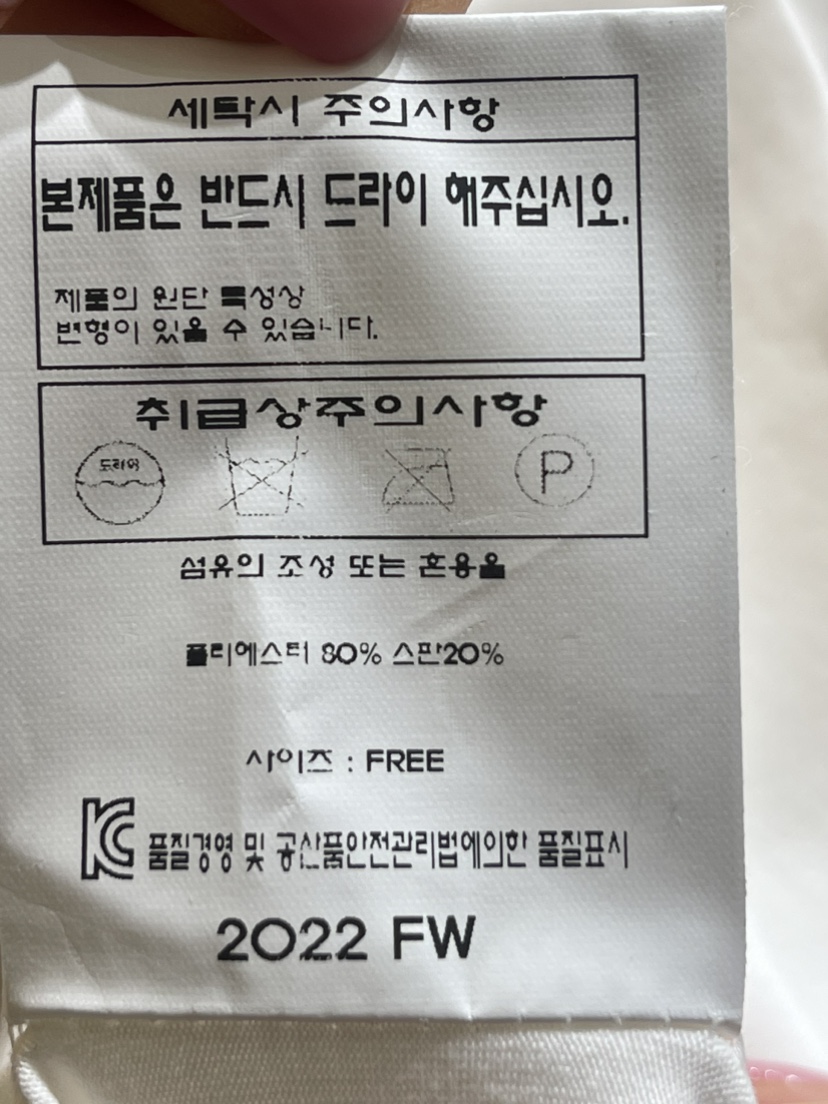 세탁시 주의사항
본제품은 반드시 드라이 해주십시오.
제품의 원단 특성상
변형이 있을 수 있습니다.
취급상주의사항
드라이
P
섬유의 조성 또는 혼용율
폴리에스터 80% 스판20%
사이즈 : FREE
KC 품질경영 및 공산품안전관리법에의한 품질표시
2022 FW